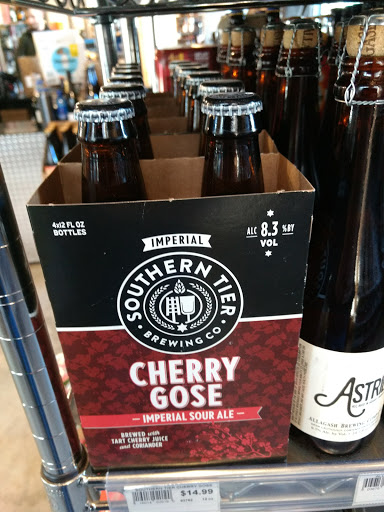 4x12 FL OZ
BOTTLES
IMPERIAL
ALC 8.3 %BY
VOL
SOUTHERN TIER
BREWING CO.
CHERRY
GOSE
IMPERIAL SOUR ALE
BREWED with
TART CHERRY JUICE
and CORIANDER
ASTRI
ALLAGASH BREWING
$14.99